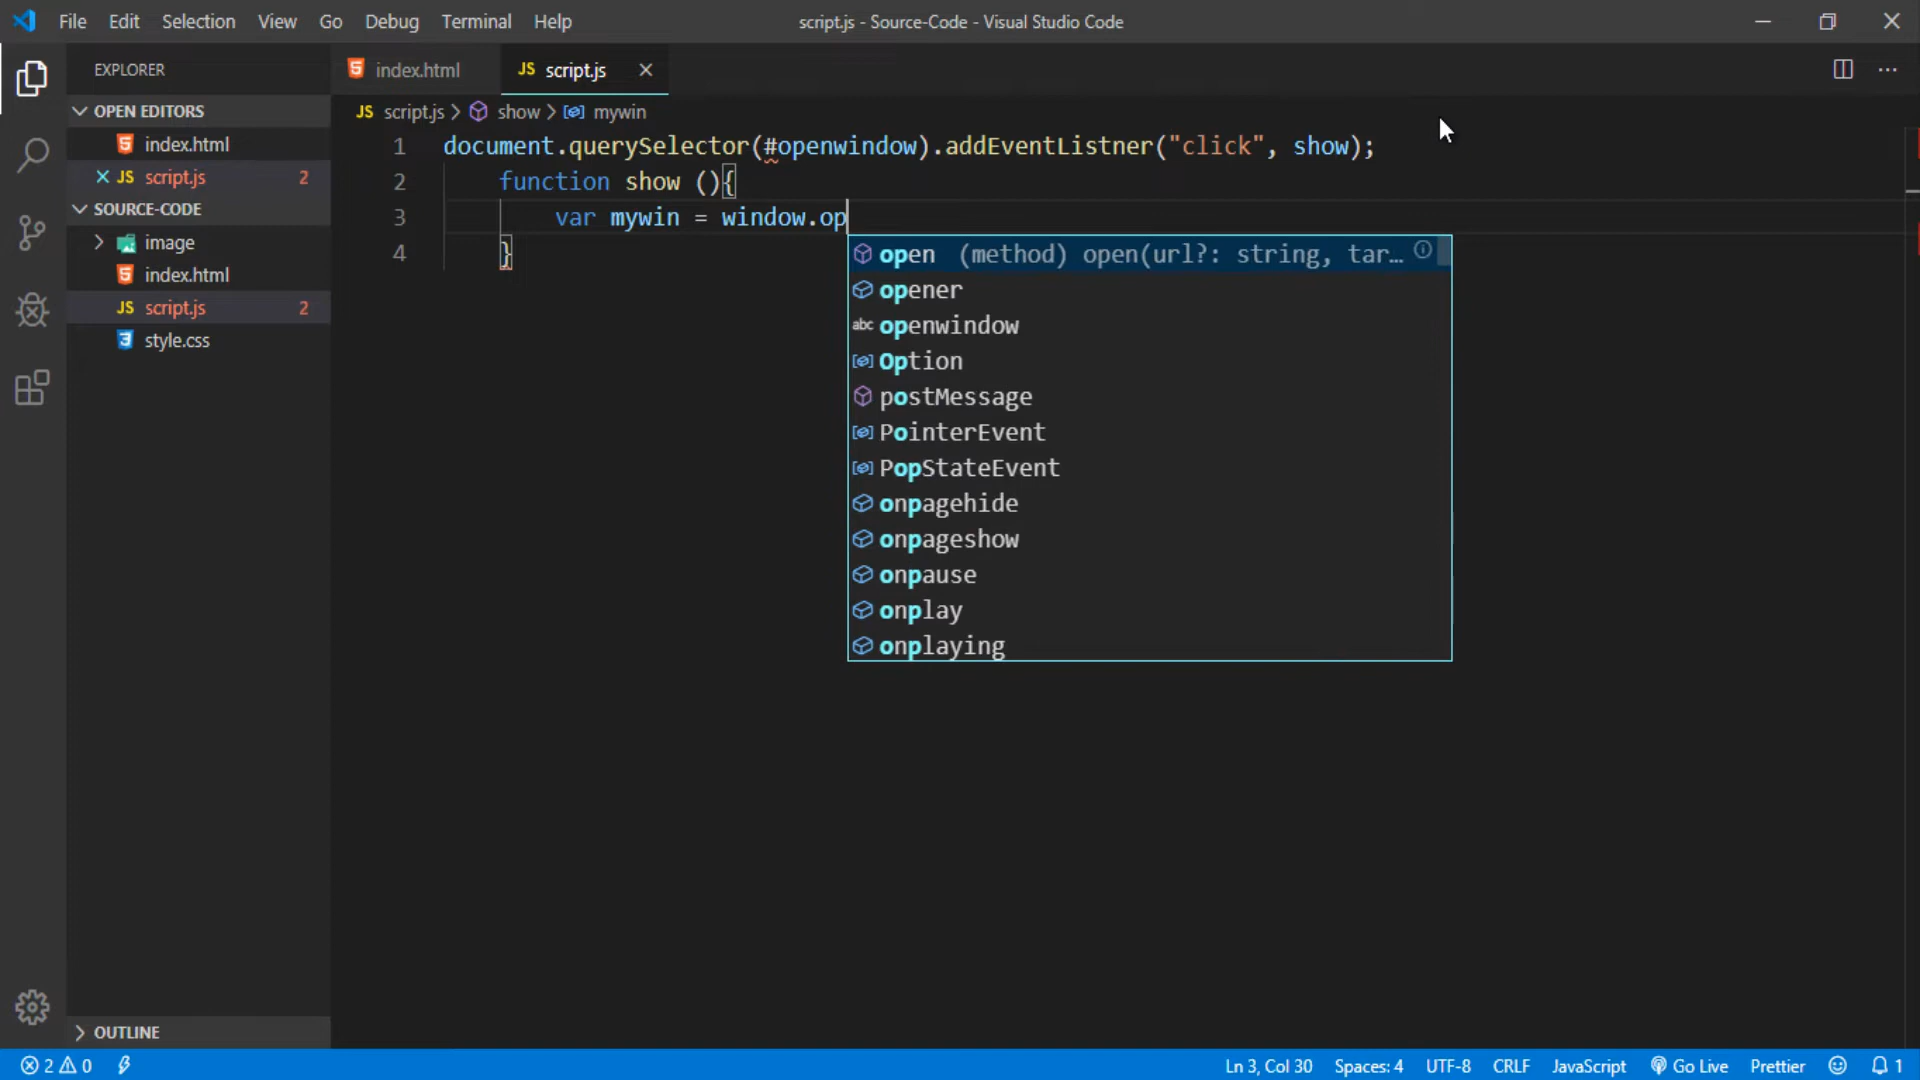 File Edit Selection View Go Debug Terminal Help script.js - Source-Code - Visual Studio Code
EXPLORER
OPEN EDITORS
index.html
JS script.js 2
SOURCE-CODE
image
index.html
JS script.js 2
style.css
OUTLINE
index.html JS script.js
JS script.js > show > mywin
1 document.querySelector(#openwindow).addEventListner("click", show);
2 function show (){
3 var mywin = window.op
4 }
open (method) open(url?: string, tar...
opener
abc openwindow
Option
postMessage
PointerEvent
PopStateEvent
onpagehide
onpageshow
onpause
onplay
onplaying
2 0 Ln 3, Col 30 Spaces: 4 UTF-8 CRLF JavaScript Go Live Prettier 1